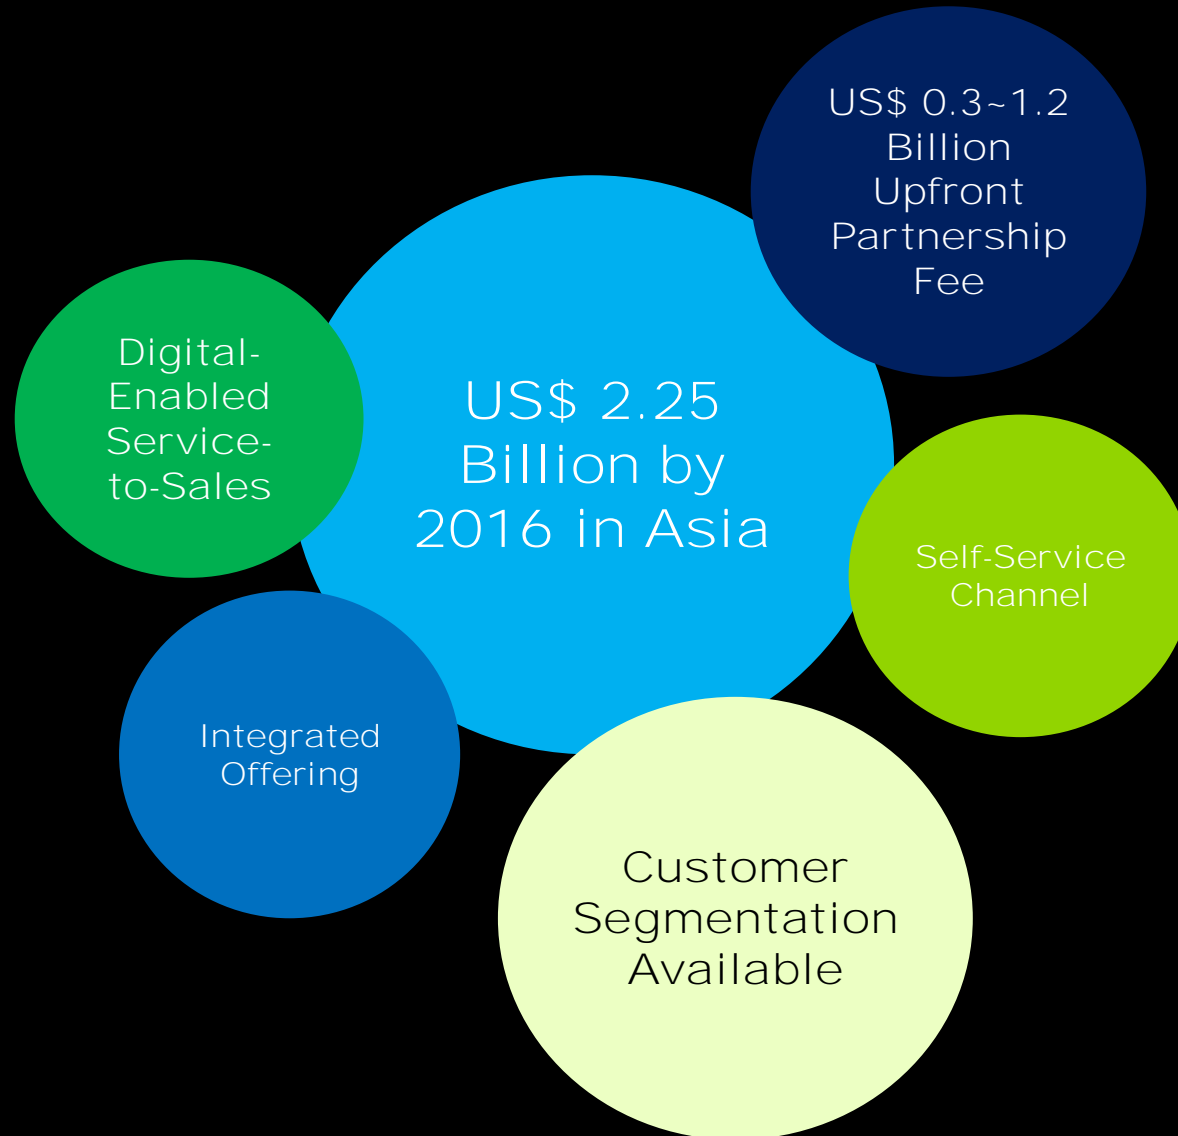 US$ 0.3~1.2
Billion
Upfront
Partnership
Fee
Digital-
Enabled
Service-
to-Sales
US$ 2.25
Billion by
2016 in Asia
Self-Service
Channel
Integrated
Offering
Customer
Segmentation
Available